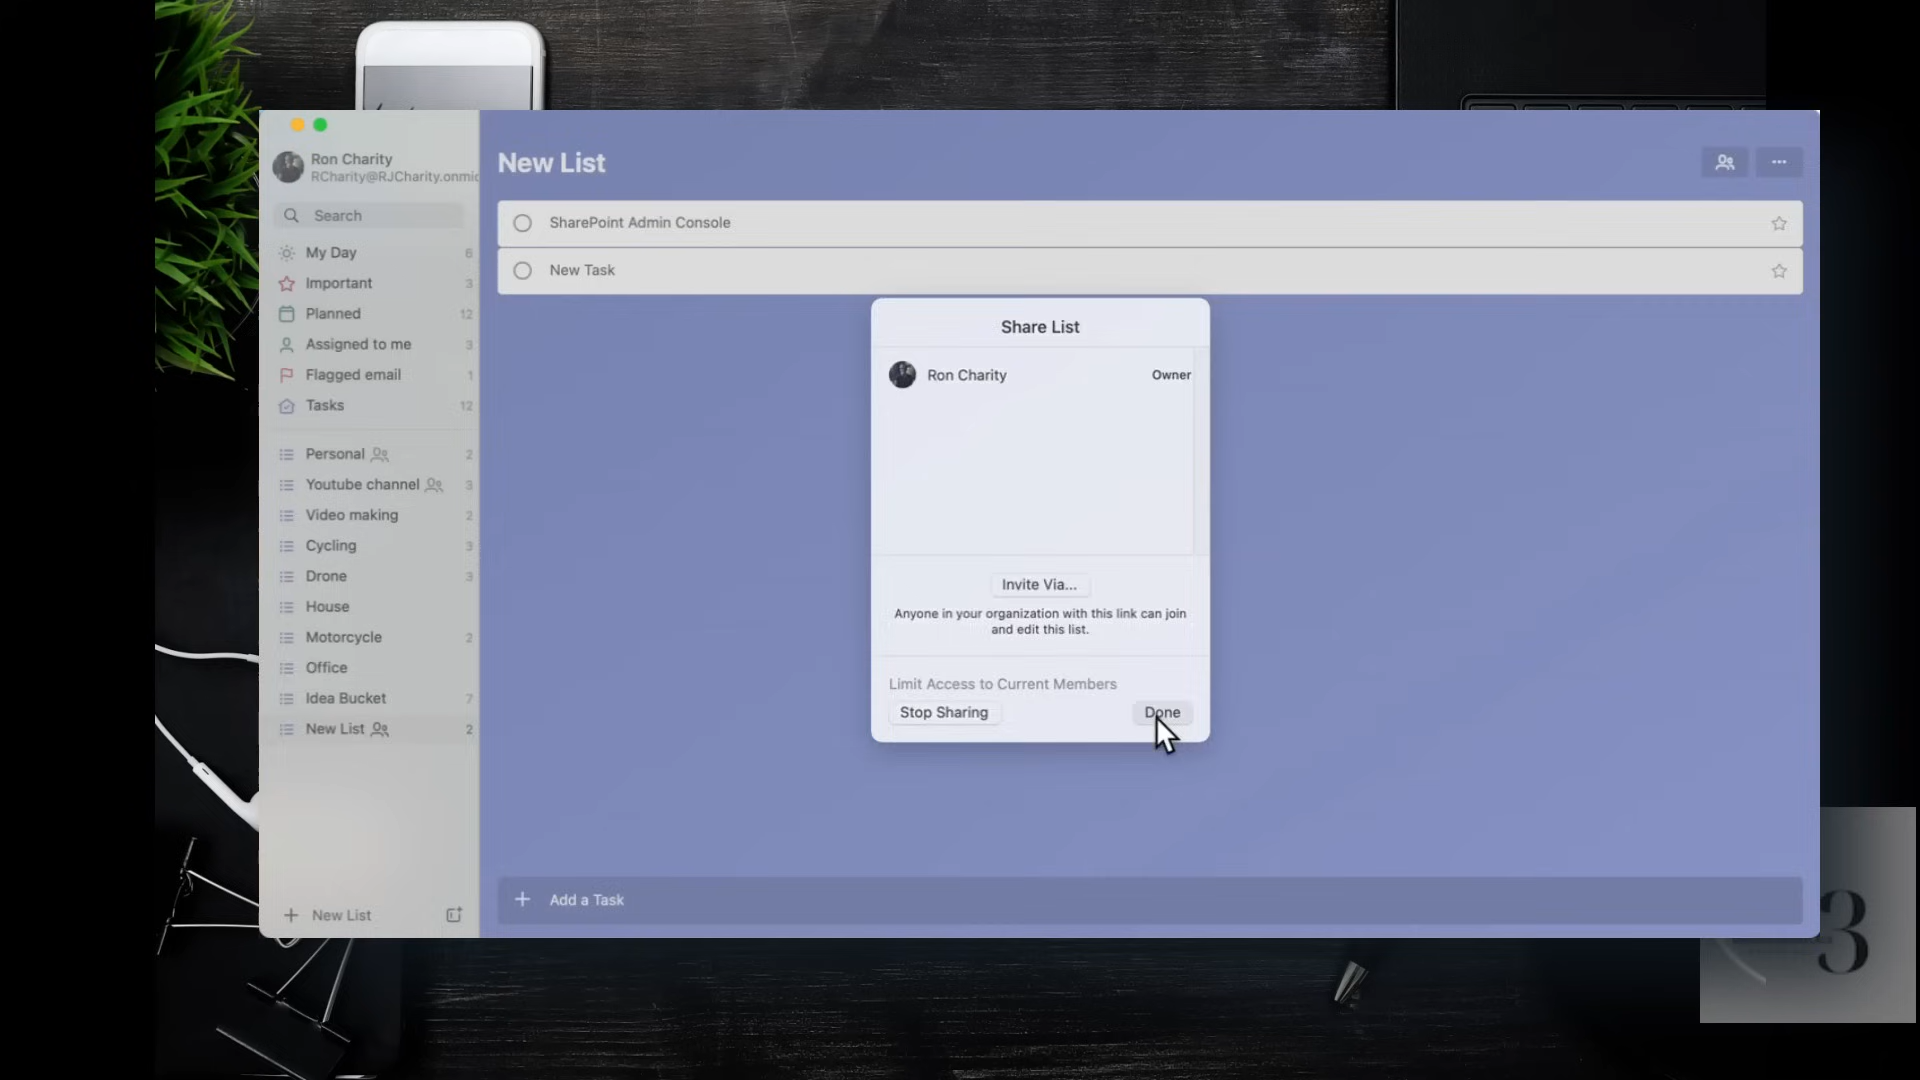 Ron Charity
RCharity@RJCharity.onmic
Search
My Day 6
Important 3
Planned 12
Assigned to me 3
Flagged email 1
Tasks 12
Personal 2
Youtube channel 3
Video making 2
Cycling 3
Drone 3
House
Motorcycle 2
Office
Idea Bucket 7
New List 2
New List
New List
SharePoint Admin Console
New Task
Share List
Ron Charity Owner
Invite Via...
Anyone in your organization with this link can join
and edit this list.
Limit Access to Current Members
Stop Sharing Done
Add a Task
3